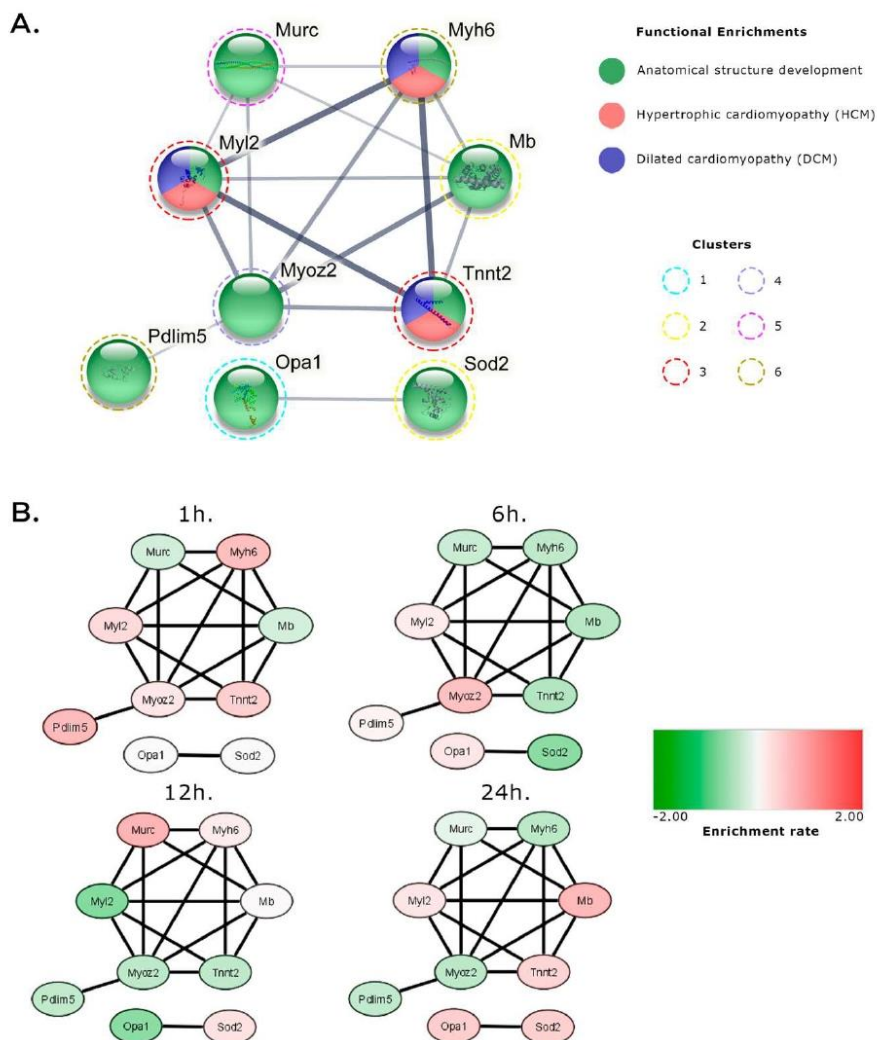 A.
Murc
Myh6
Myl2
Mb
Myoz2
Tnnt2
Pdlim5
Opa1
Sod2
Functional Enrichments
Anatomical structure development
Hypertrophic cardiomyopathy (HCM)
Dilated cardiomyopathy (DCM)
Clusters
1 4
2 5
3 6
B.
1h.
Murc Myh6
Myl2 Mb
Myoz2 Tnnt2
Pdlim5
Opa1 Sod2
6h.
Murc Myh6
Myl2 Mb
Myoz2 Tnnt2
Pdlim5
Opa1 Sod2
12h.
Murc Myh6
Myl2 Mb
Myoz2 Tnnt2
Pdlim5
Opa1 Sod2
24h.
Murc Myh6
Myl2 Mb
Myoz2 Tnnt2
Pdlim5
Opa1 Sod2
-2.00 2.00
Enrichment rate